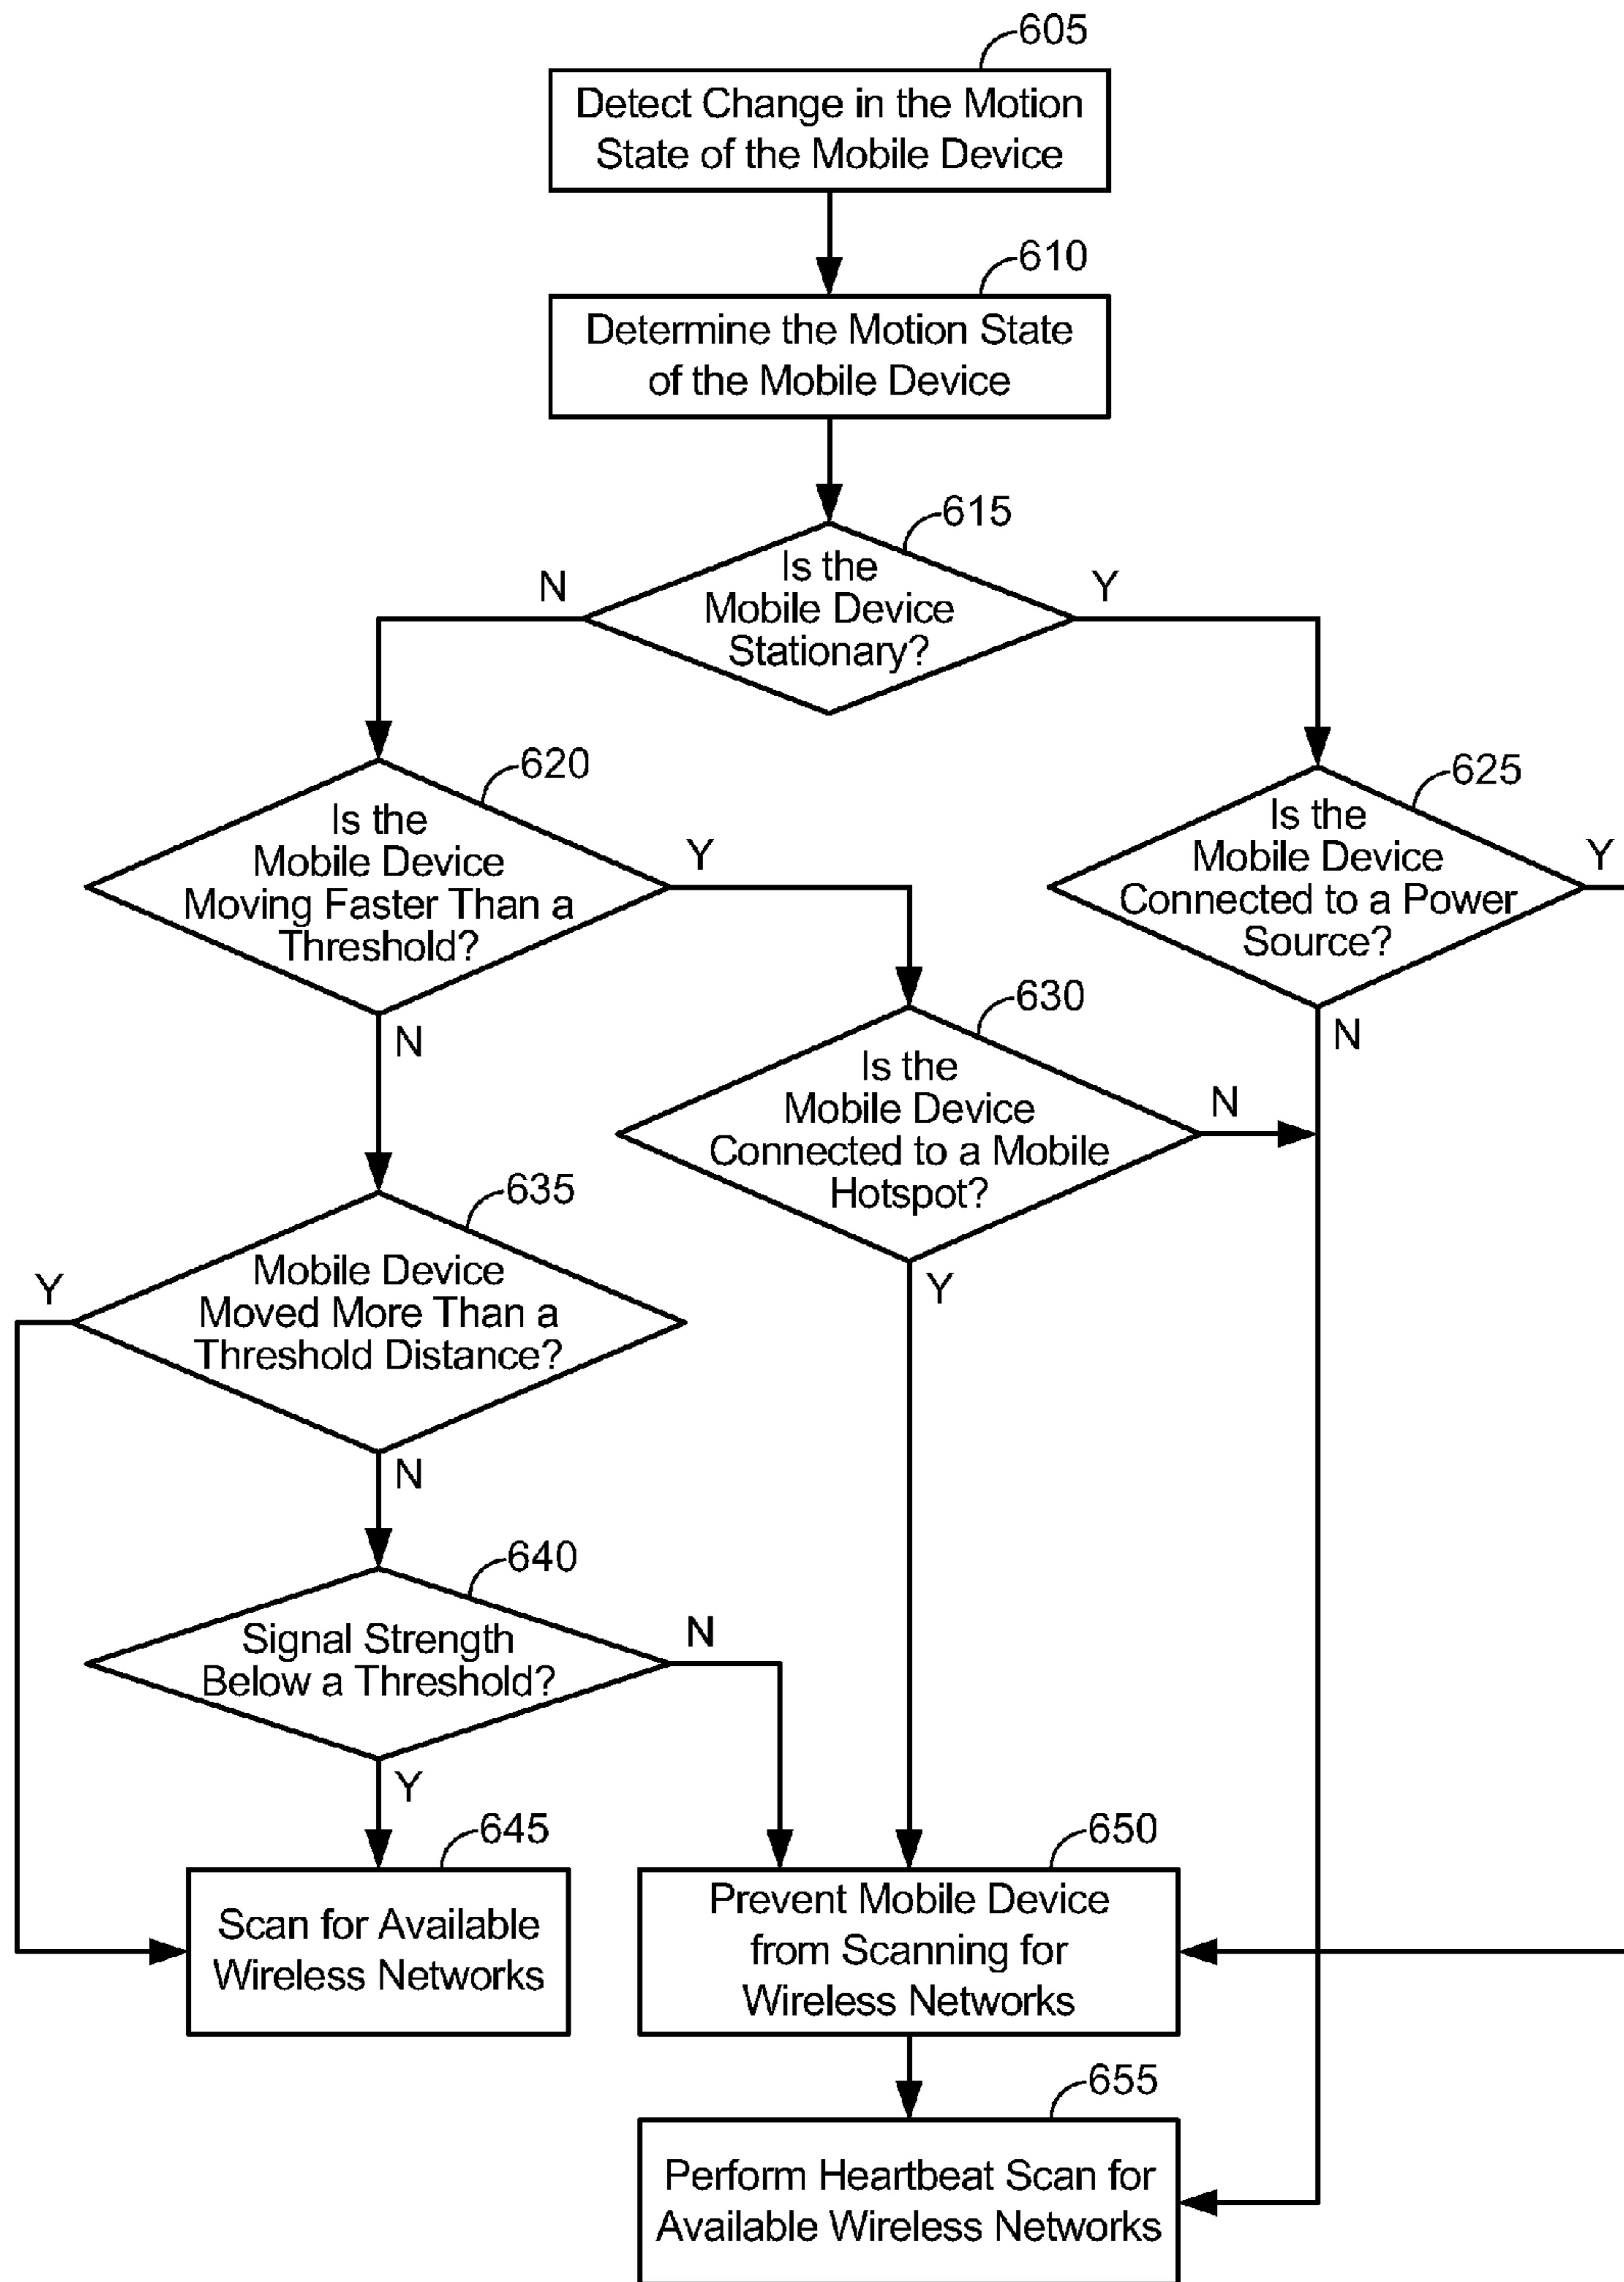 605
Detect Change in the Motion
State of the Mobile Device
610
Determine the Motion State
of the Mobile Device
615
Is the
Mobile Device
Stationary?
N
Y
620
Is the
Mobile Device
Moving Faster Than a
Threshold?
Y
N
625
Is the
Mobile Device
Connected to a Power
Source?
Y
N
630
Is the
Mobile Device
Connected to a Mobile
Hotspot?
N
Y
635
Mobile Device
Moved More Than a
Threshold Distance?
Y
N
640
Signal Strength
Below a Threshold?
N
Y
645
Scan for Available
Wireless Networks
650
Prevent Mobile Device
from Scanning for
Wireless Networks
655
Perform Heartbeat Scan for
Available Wireless Networks